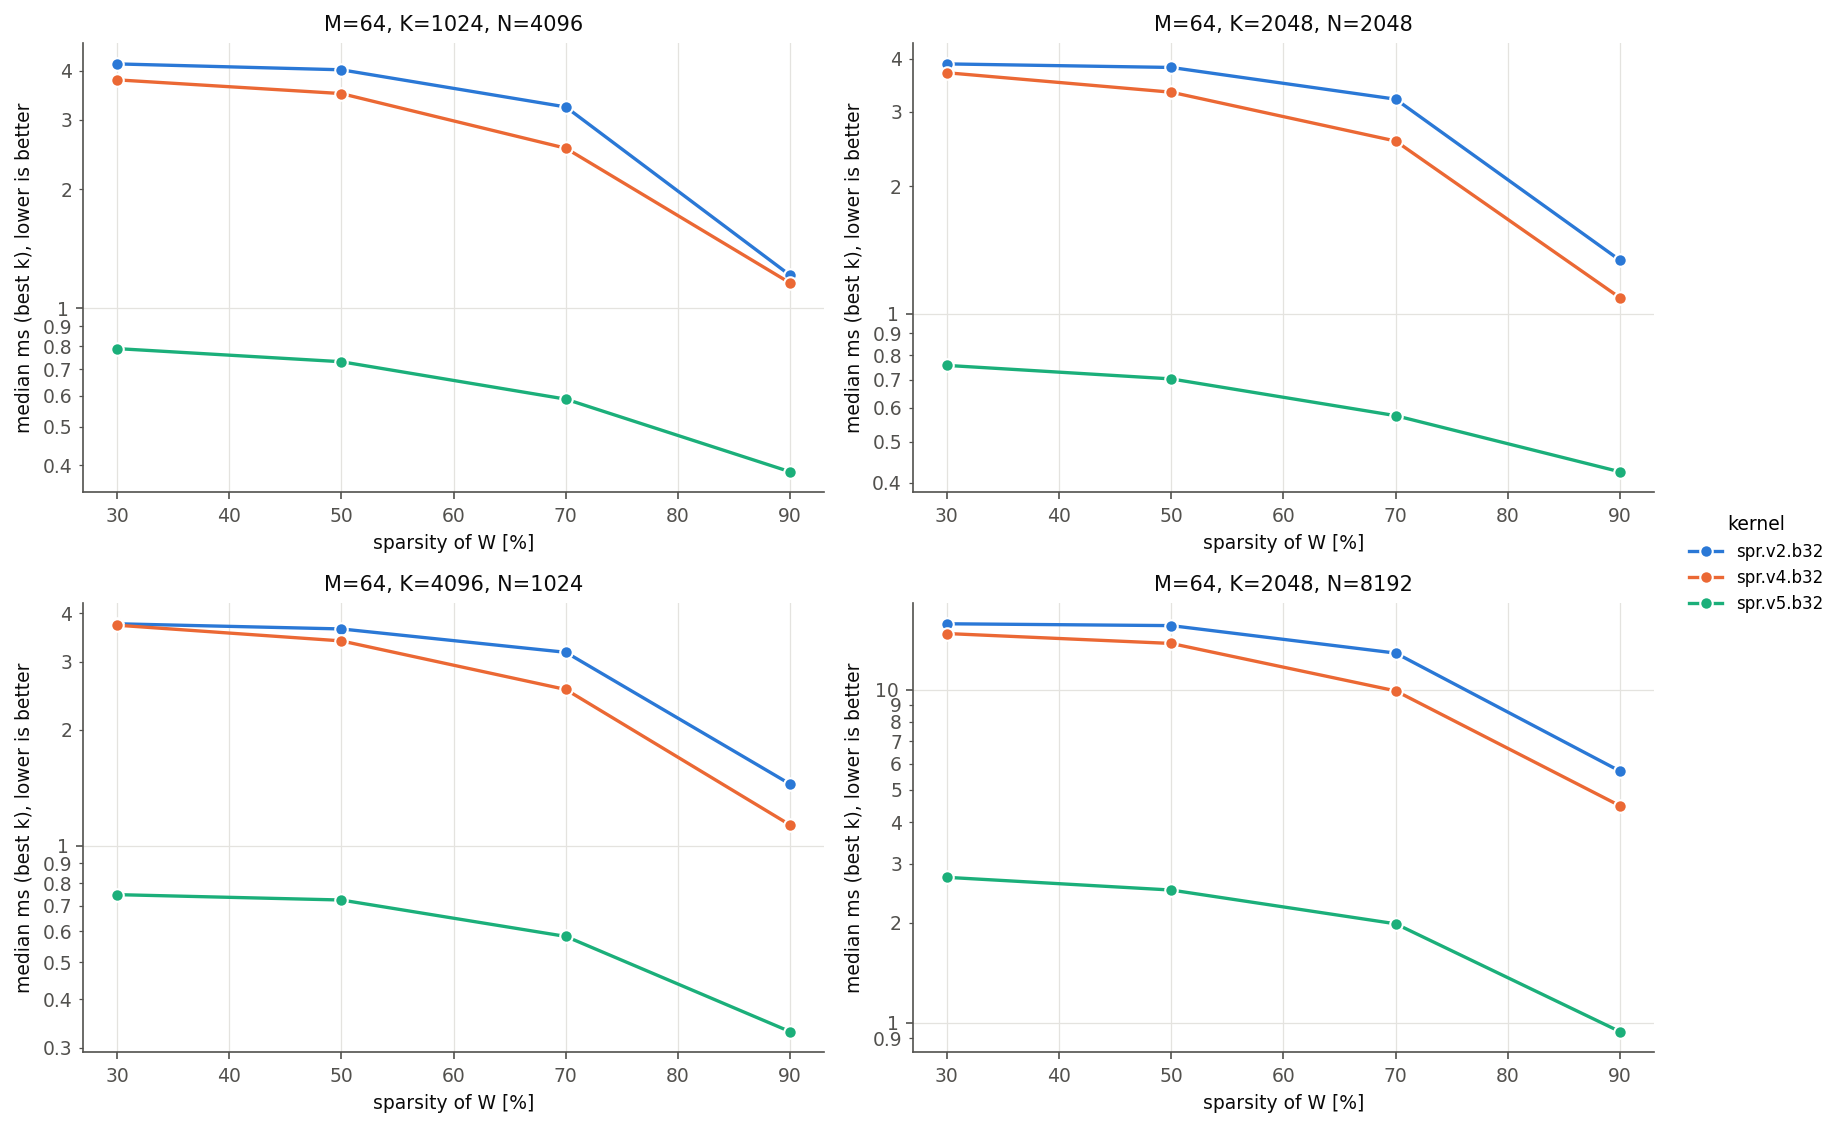 M=64, K=1024, N=4096
median ms (best k), lower is better
4
3
2
1
0.9
0.8
0.7
0.6
0.5
0.4
30 40 50 60 70 80 90
sparsity of W [%]
M=64, K=2048, N=2048
median ms (best k), lower is better
4
3
2
1
0.9
0.8
0.7
0.6
0.5
0.4
30 40 50 60 70 80 90
sparsity of W [%]
M=64, K=4096, N=1024
median ms (best k), lower is better
4
3
2
1
0.9
0.8
0.7
0.6
0.5
0.4
0.3
30 40 50 60 70 80 90
sparsity of W [%]
M=64, K=2048, N=8192
median ms (best k), lower is better
10
9
8
7
6
5
4
3
2
1
0.9
30 40 50 60 70 80 90
sparsity of W [%]
kernel
spr.v2.b32
spr.v4.b32
spr.v5.b32